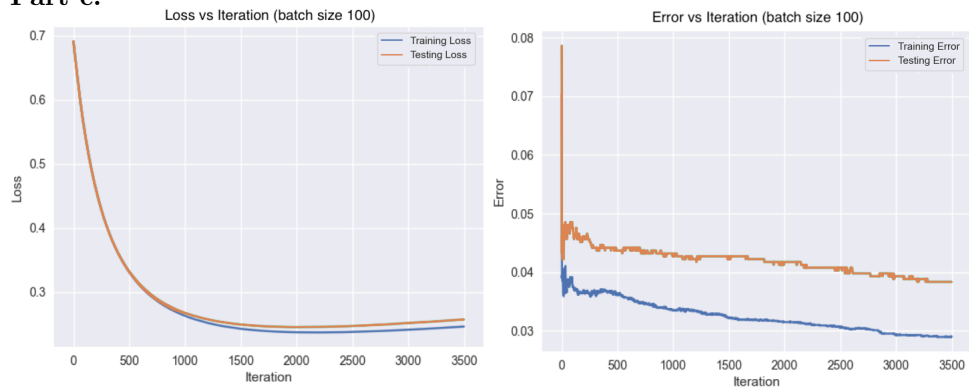 Part c.
Loss vs Iteration (batch size 100)
0.7
0.6
0.5
0.4
0.3
Loss
Training Loss
Testing Loss
0 500 1000 1500 2000 2500 3000 3500
Iteration
Error vs Iteration (batch size 100)
0.08
0.07
0.06
0.05
0.04
0.03
Error
Training Error
Testing Error
0 500 1000 1500 2000 2500 3000 3500
Iteration